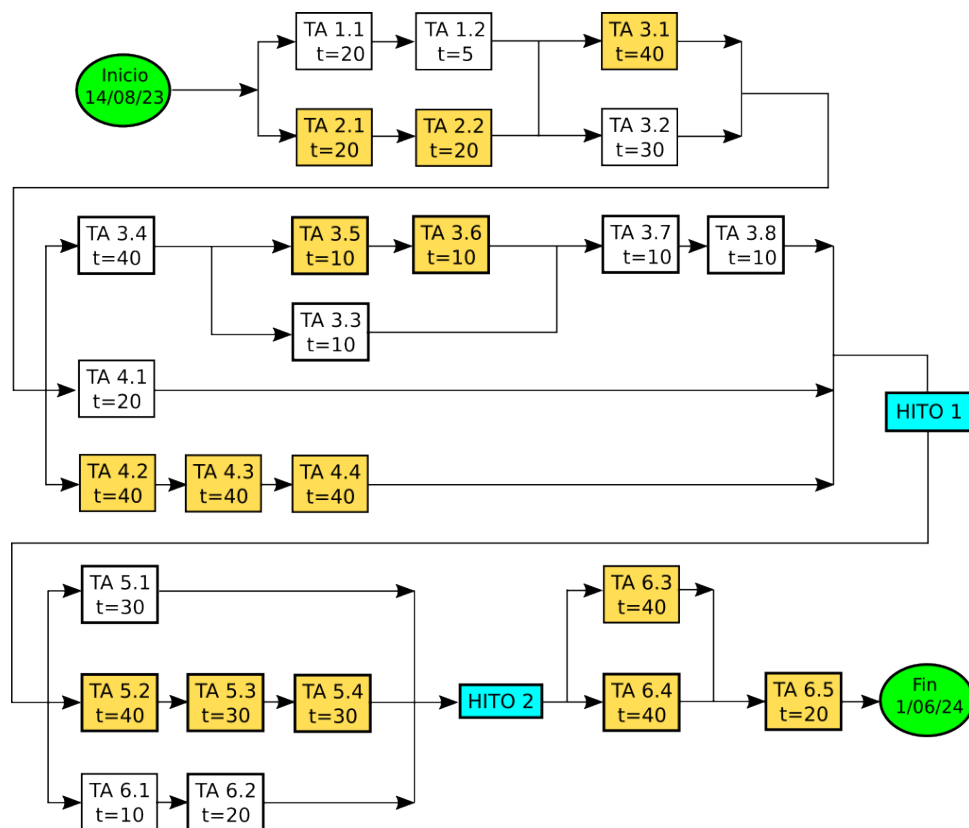 Inicio
14/08/23
TA 1.1
t=20
TA 1.2
t=5
TA 3.1
t=40
TA 2.1
t=20
TA 2.2
t=20
TA 3.2
t=30
TA 3.4
t=40
TA 3.5
t=10
TA 3.6
t=10
TA 3.7
t=10
TA 3.8
t=10
TA 3.3
t=10
TA 4.1
t=20
HITO 1
TA 4.2
t=40
TA 4.3
t=40
TA 4.4
t=40
TA 5.1
t=30
TA 6.3
t=40
TA 5.2
t=40
TA 5.3
t=30
TA 5.4
t=30
HITO 2
TA 6.4
t=40
TA 6.5
t=20
Fin
1/06/24
TA 6.1
t=10
TA 6.2
t=20